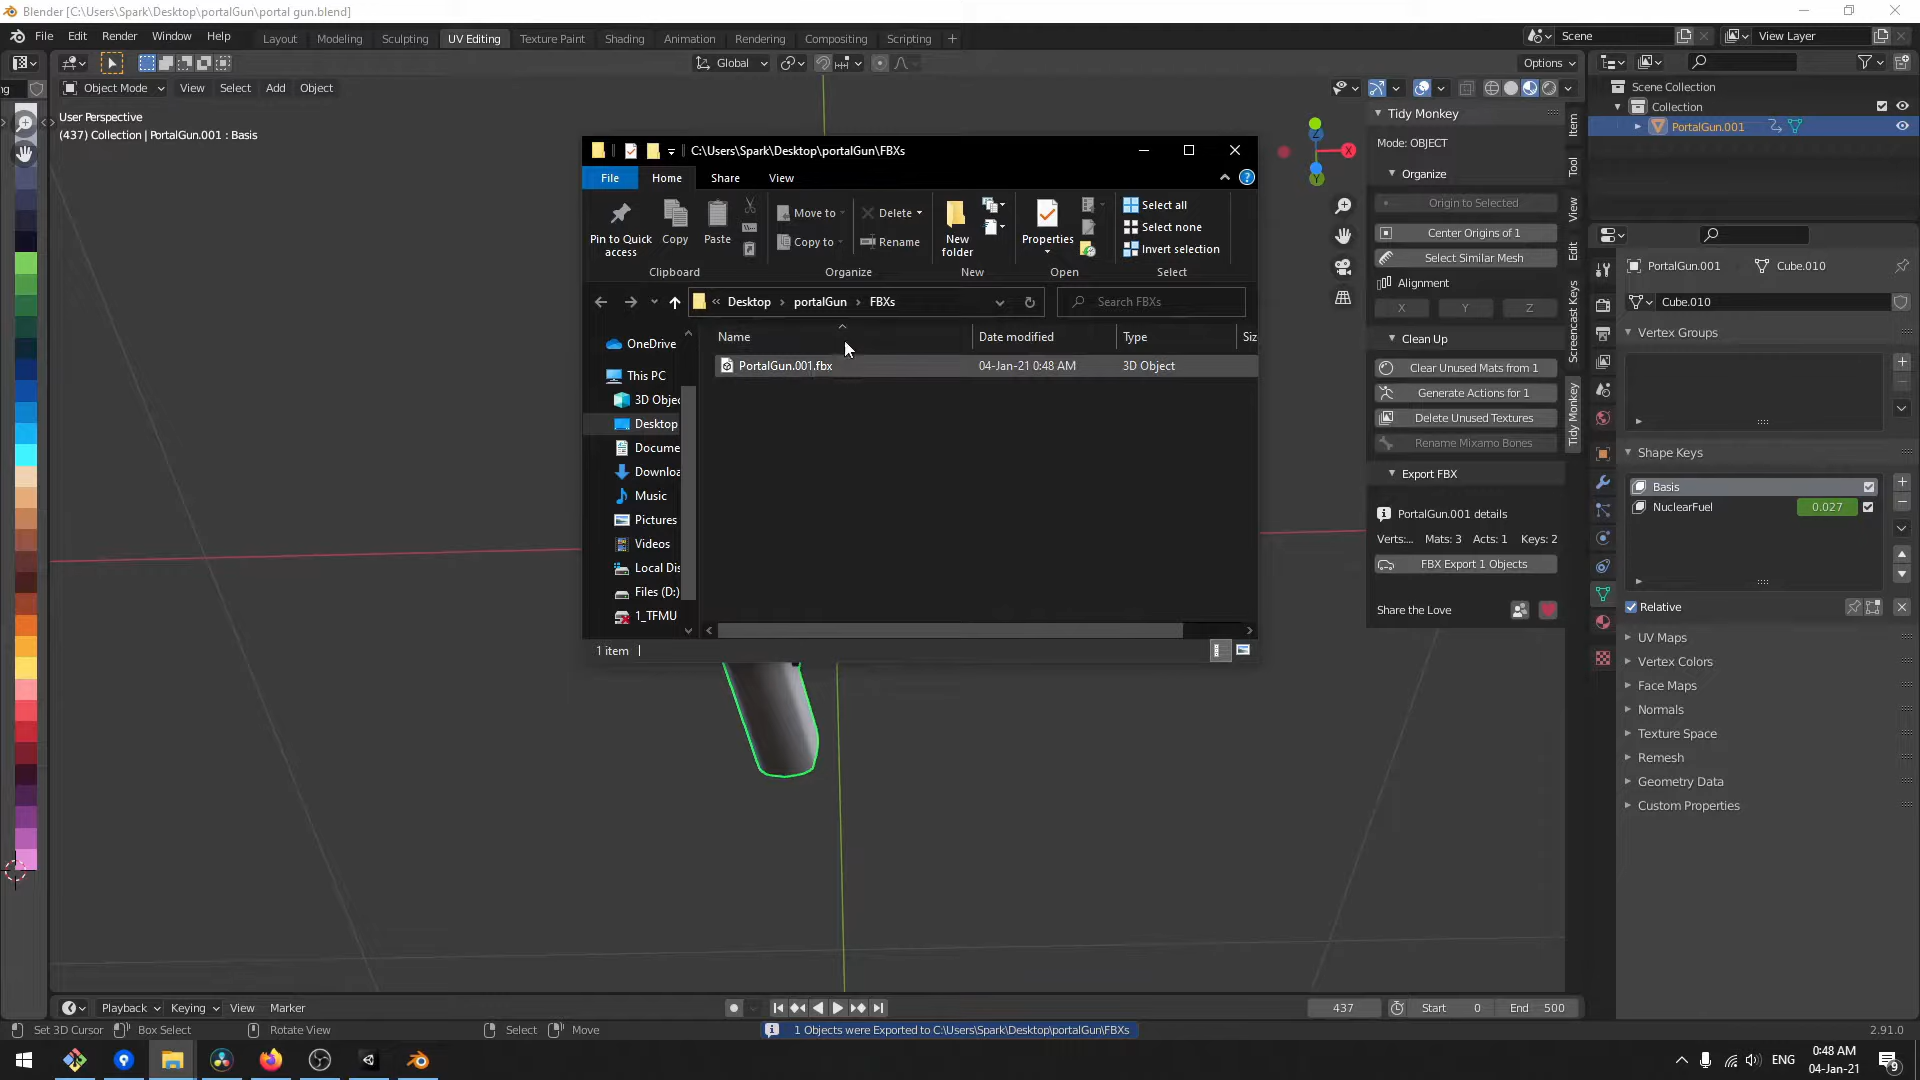 Blender [C:\Users\Spark\Desktop\portalGun\portal gun.blend]
File Edit Render Window Help
Layout Modeling Sculpting UV Editing Texture Paint Shading Animation Rendering Compositing Scripting
Scene
View Layer
Global
Options
Object Mode View Select Add Object
User Perspective
(437) Collection | PortalGun.001 : Basis
C:\Users\Spark\Desktop\portalGun\FBXs
File Home Share View
Pin to Quick access
Copy
Paste
Move to
Copy to
Delete
Rename
New folder
Properties
Select all
Select none
Invert selection
Clipboard Organize New Open Select
« Desktop › portalGun › FBXs
Search FBXs
Name Date modified Type Siz
PortalGun.001.fbx 04-Jan-21 0:48 AM 3D Object
OneDrive
This PC
3D Objec
Desktop
Docume
Downloa
Music
Pictures
Videos
Local Dis
Files (D:)
1_TFMU
1 item
Tidy Monkey
Mode: OBJECT
Organize
Origin to Selected
Center Origins of 1
Select Similar Mesh
Alignment
X Y Z
Clean Up
Clear Unused Mats from 1
Generate Actions for 1
Delete Unused Textures
Rename Mixamo Bones
Export FBX
PortalGun.001 details
Verts:... Mats: 3 Acts: 1 Keys: 2
FBX Export 1 Objects
Share the Love
Item
Tool
View
Edit
Screencast Keys
Tidy Monkey
X
Z
Y
Scene Collection
Collection
PortalGun.001
PortalGun.001 › Cube.010
Cube.010
Vertex Groups
Shape Keys
Basis
NuclearFuel 0.027
Relative
UV Maps
Vertex Colors
Face Maps
Normals
Texture Space
Remesh
Geometry Data
Custom Properties
Playback Keying View Marker
437 Start 0 End 500
Set 3D Cursor Box Select Rotate View Select Move
1 Objects were Exported to C:\Users\Spark\Desktop\portalGun\FBXs
2.91.0
ENG
0:48 AM
04-Jan-21
9